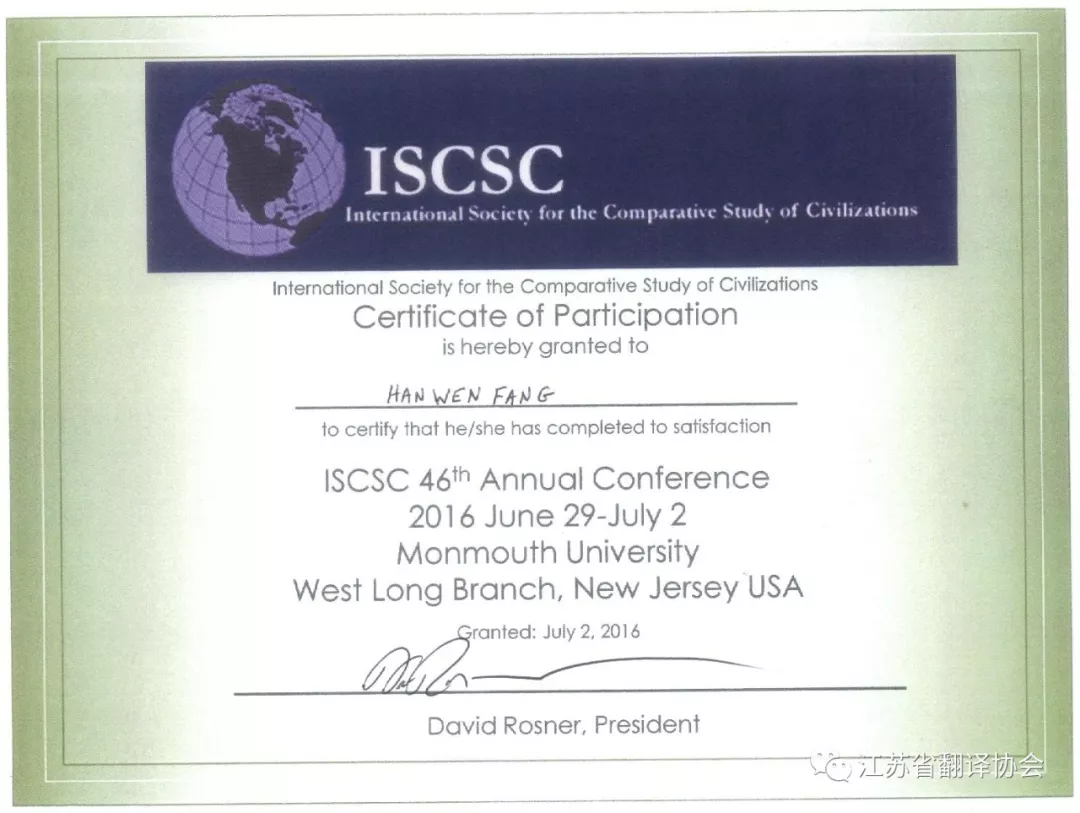 ISCSC
International Society for the Comparative Study of Civilizations
International Society for the Comparative Study of Civilizations
Certificate of Participation
is hereby granted to
HANWEN FANG
to certify that he/she has completed to satisfaction
ISCSC 46th Annual Conference
2016 June 29-July 2
Monmouth University
West Long Branch, New Jersey USA
Granted: July 2, 2016
David Rosner, President
江苏省翻译协会